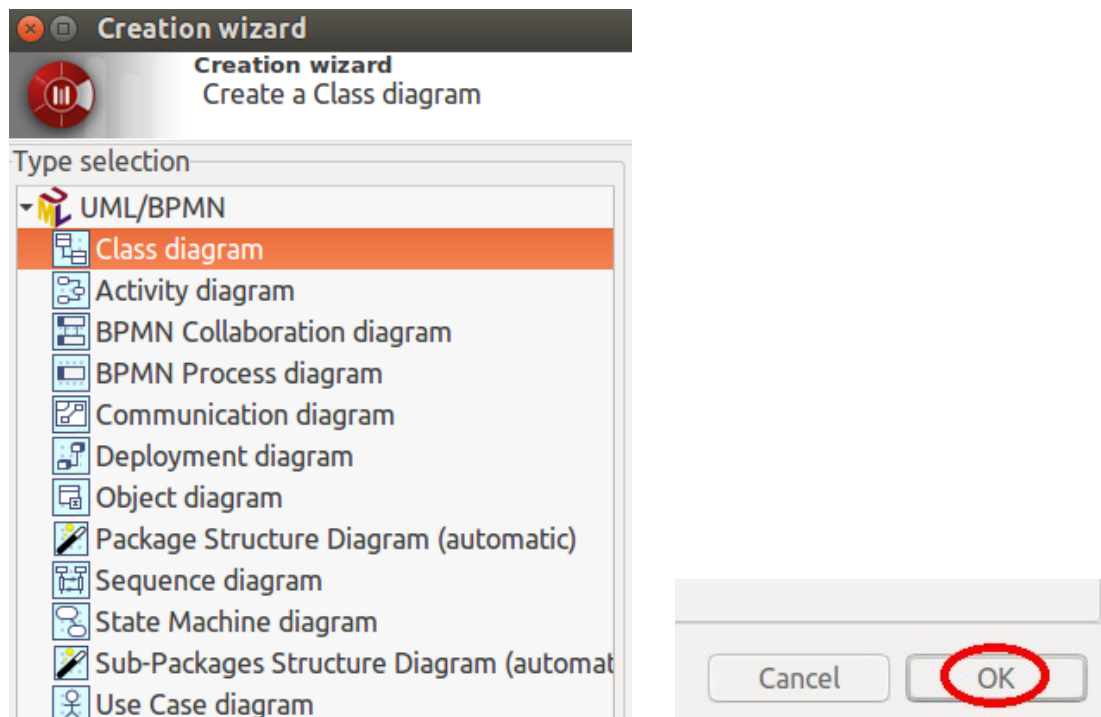 Creation wizard
Creation wizard
Create a Class diagram
Type selection
UML/BPMN
Class diagram
Activity diagram
BPMN Collaboration diagram
BPMN Process diagram
Communication diagram
Deployment diagram
Object diagram
Package Structure Diagram (automatic)
Sequence diagram
State Machine diagram
Sub-Packages Structure Diagram (automat
Use Case diagram
Cancel OK